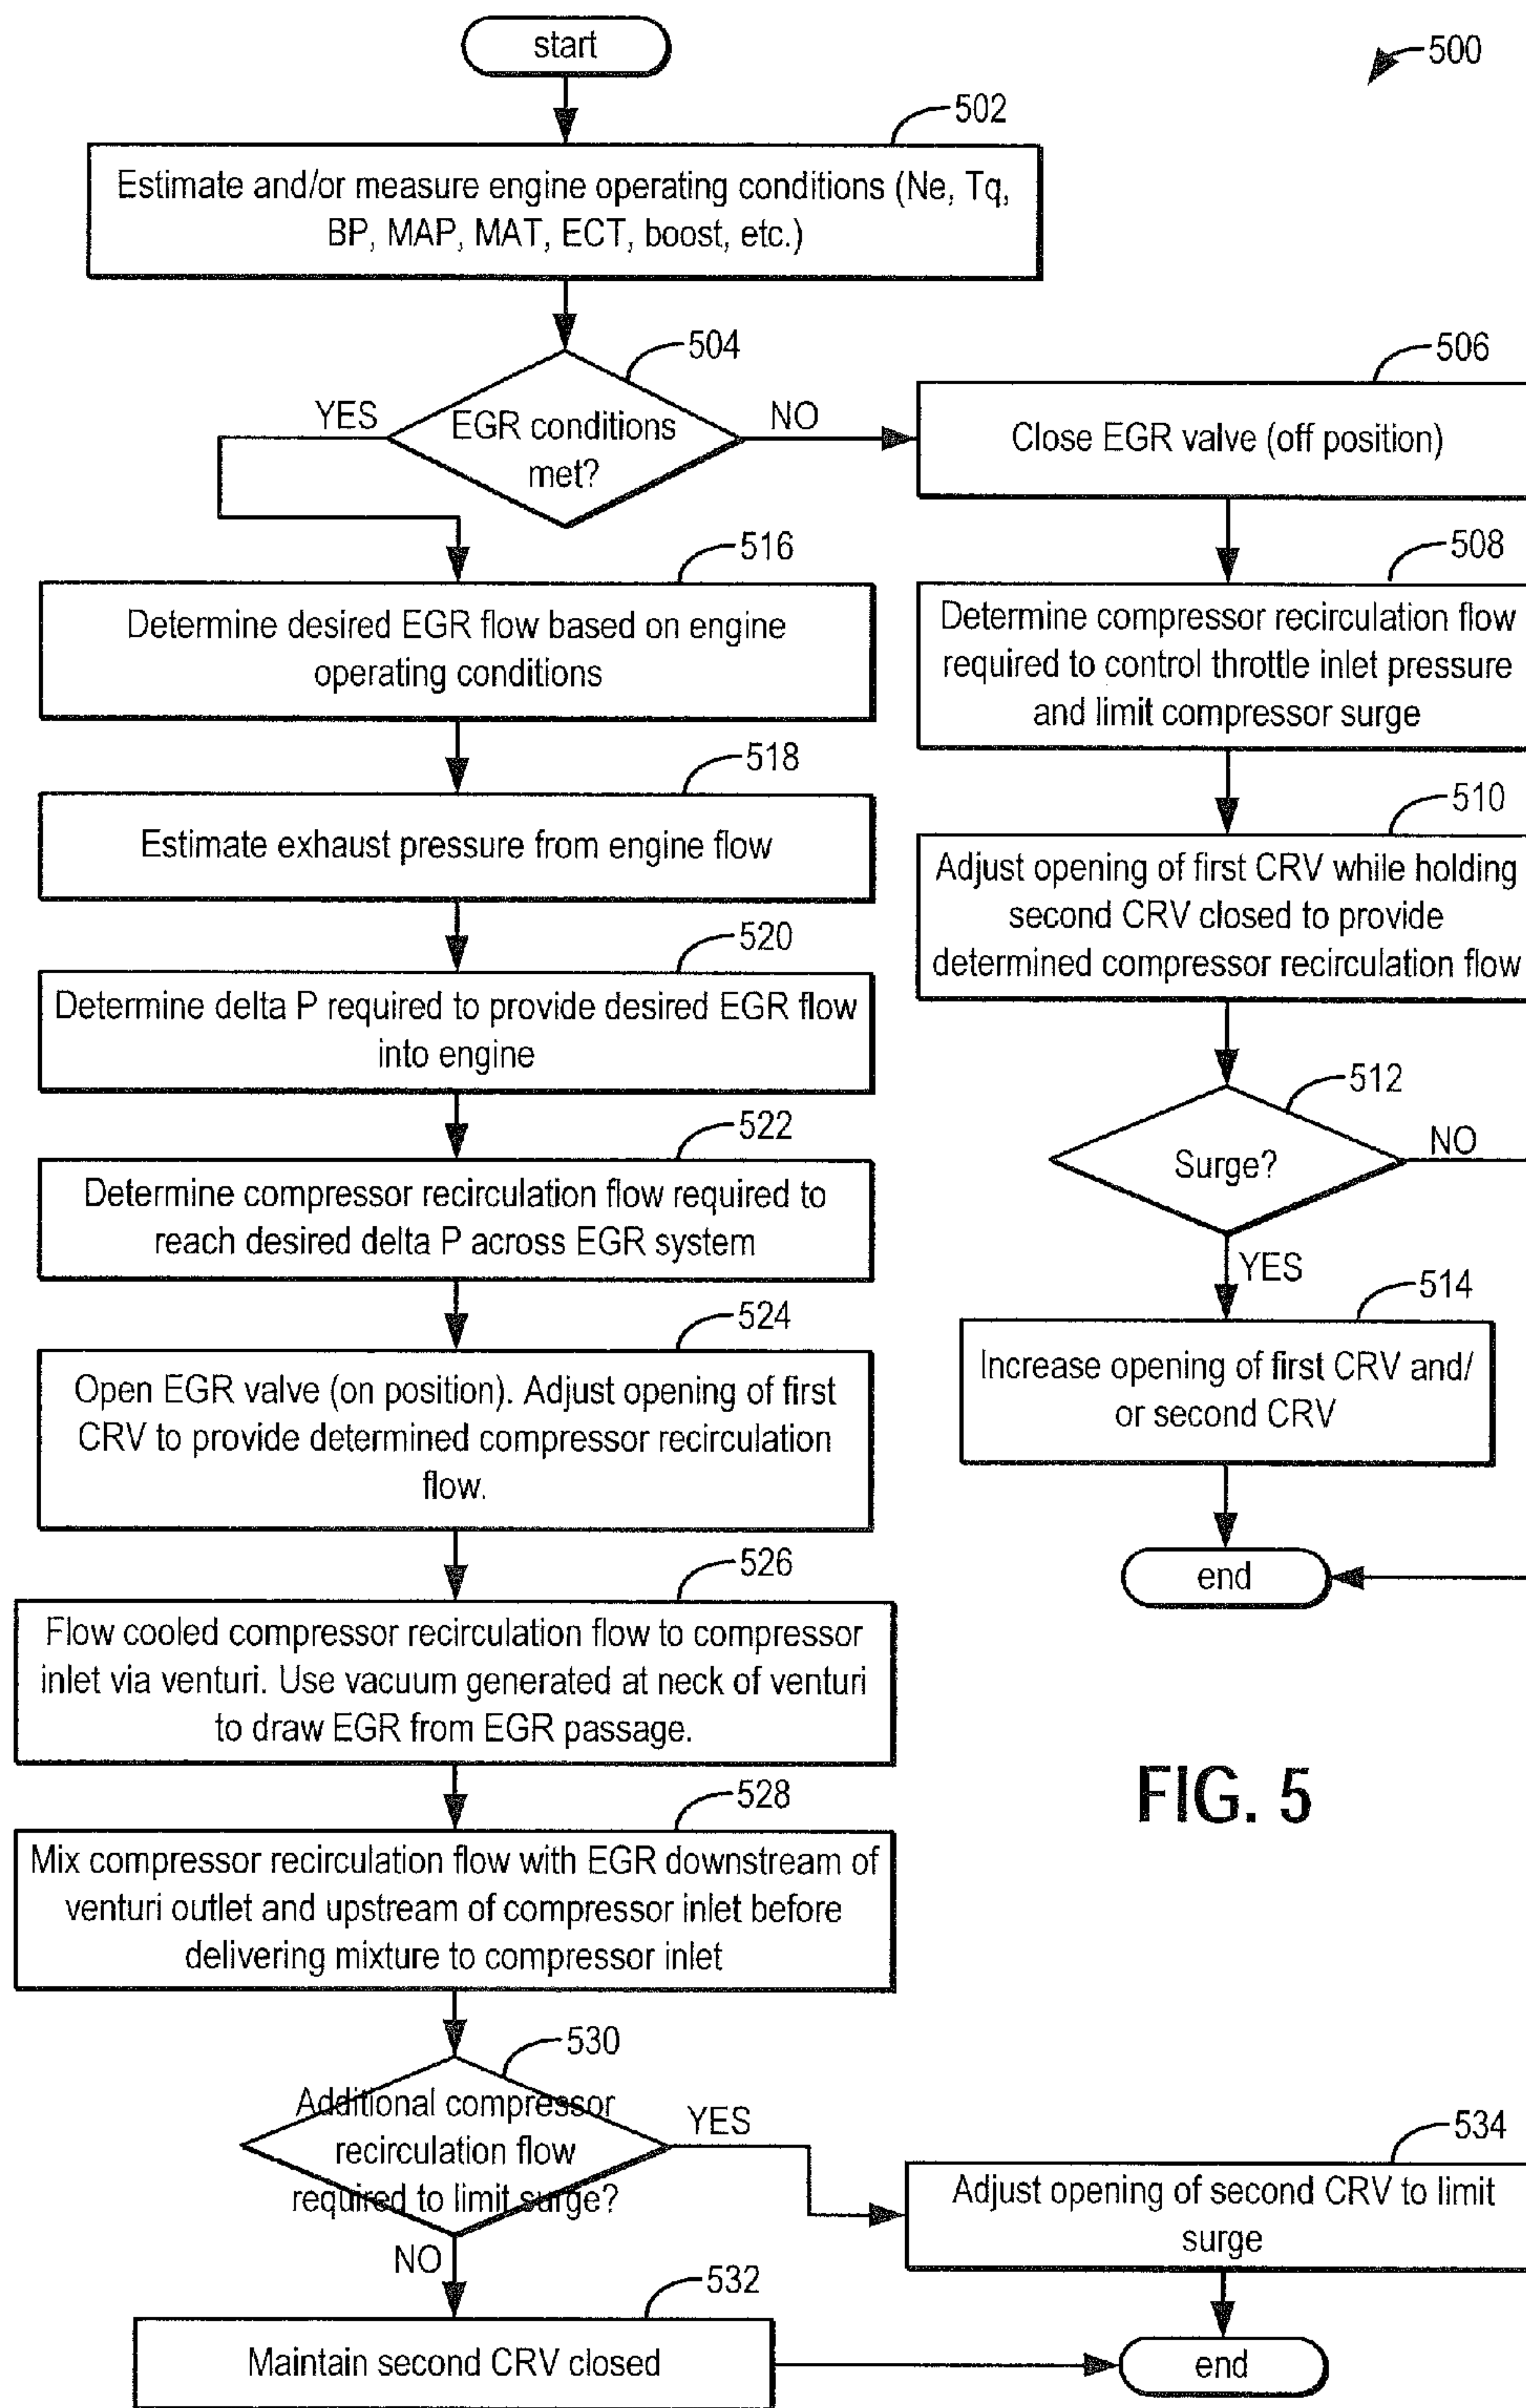 start
500
502
Estimate and/or measure engine operating conditions (Ne, Tq,
BP, MAP, MAT, ECT, boost, etc.)
504
EGR conditions
met?
YES
NO
506
Close EGR valve (off position)
508
Determine compressor recirculation flow
required to control throttle inlet pressure
and limit compressor surge
510
Adjust opening of first CRV while holding
second CRV closed to provide
determined compressor recirculation flow
512
Surge?
NO
YES
514
Increase opening of first CRV and/
or second CRV
end
516
Determine desired EGR flow based on engine
operating conditions
518
Estimate exhaust pressure from engine flow
520
Determine delta P required to provide desired EGR flow
into engine
522
Determine compressor recirculation flow required to
reach desired delta P across EGR system
524
Open EGR valve (on position). Adjust opening of first
CRV to provide determined compressor recirculation
flow.
526
Flow cooled compressor recirculation flow to compressor
inlet via venturi. Use vacuum generated at neck of venturi
to draw EGR from EGR passage.
528
Mix compressor recirculation flow with EGR downstream of
venturi outlet and upstream of compressor inlet before
delivering mixture to compressor inlet
530
Additional compressor
recirculation flow
required to limit surge?
YES
NO
534
Adjust opening of second CRV to limit
surge
532
Maintain second CRV closed
end
FIG. 5